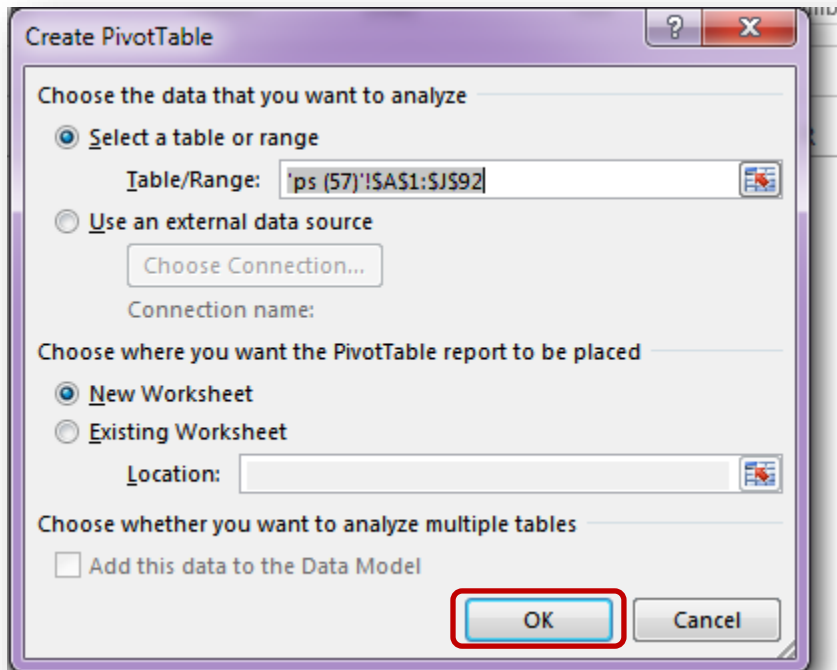 Create PivotTable
Choose the data that you want to analyze
Select a table or range
Table/Range: 'ps (57)'!$A$1:$J$92
Use an external data source
Choose Connection...
Connection name:
Choose where you want the PivotTable report to be placed
New Worksheet
Existing Worksheet
Location:
Choose whether you want to analyze multiple tables
Add this data to the Data Model
OK Cancel